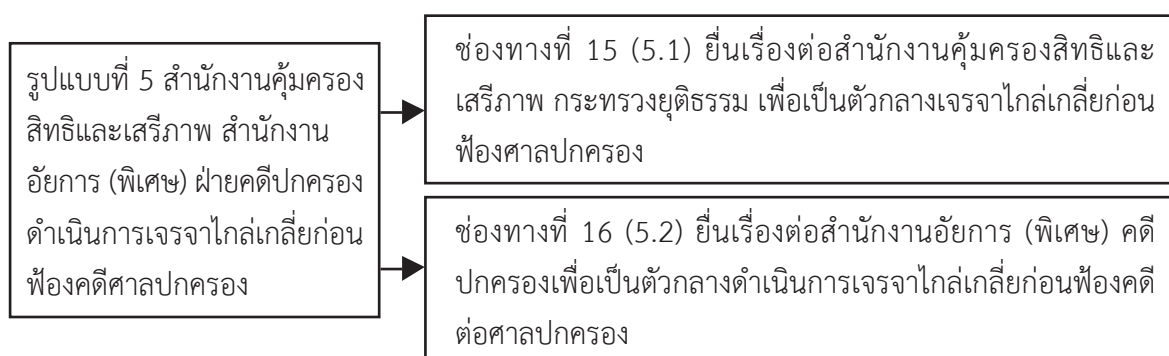 รูปแบบที่ 5 สำนักงานคุ้มครอง
สิทธิและเสรีภาพ สำนักงาน
อัยการ (พิเศษ) ฝ่ายคดีปกครอง
ดำเนินการเจรจาไกล่เกลี่ยก่อน
ฟ้องคดีศาลปกครอง
ช่องทางที่ 15 (5.1) ยื่นเรื่องต่อสำนักงานคุ้มครองสิทธิและ
เสรีภาพ กระทรวงยุติธรรม เพื่อเป็นตัวกลางเจรจาไกล่เกลี่ยก่อน
ฟ้องศาลปกครอง
ช่องทางที่ 16 (5.2) ยื่นเรื่องต่อสำนักงานอัยการ (พิเศษ) คดี
ปกครองเพื่อเป็นตัวกลางดำเนินการเจรจาไกล่เกลี่ยก่อนฟ้องคดี
ต่อศาลปกครอง